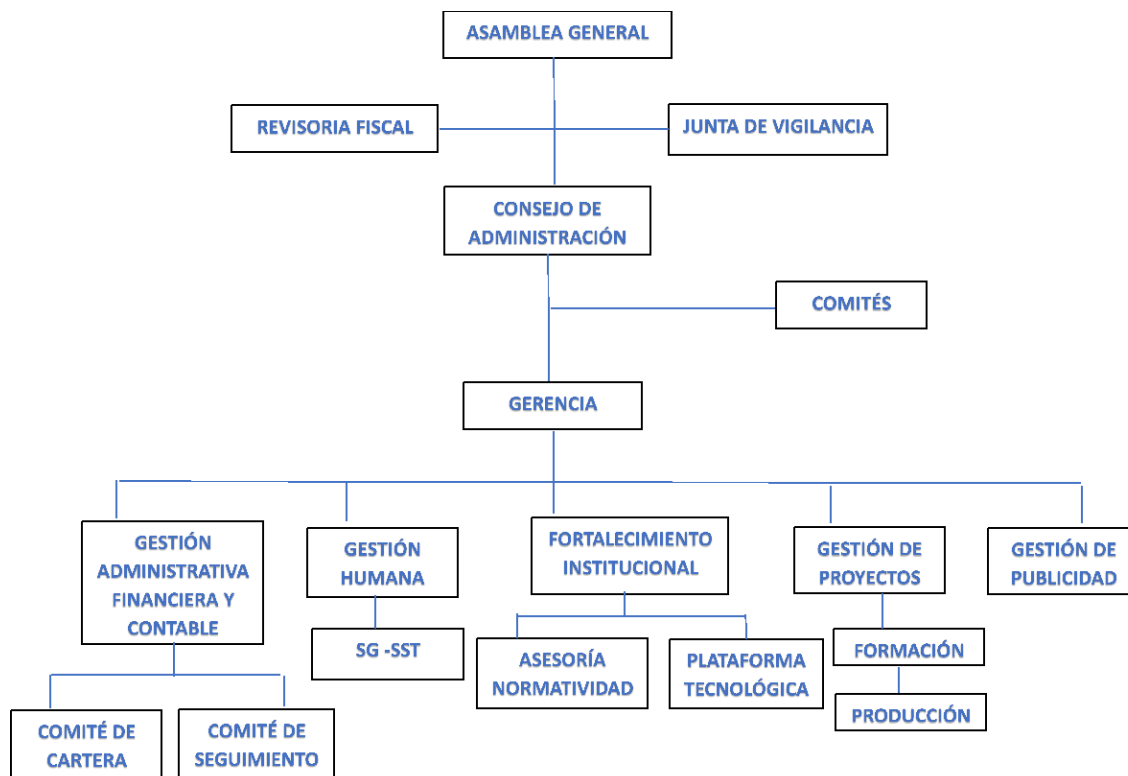 ASAMBLEA GENERAL
REVISORIA FISCAL
JUNTA DE VIGILANCIA
CONSEJO DE
ADMINISTRACIÓN
COMITÉS
GERENCIA
GESTIÓN
ADMINISTRATIVA
FINANCIERA Y
CONTABLE
GESTIÓN
HUMANA
FORTALECIMIENTO
INSTITUCIONAL
GESTIÓN DE
PROYECTOS
GESTIÓN DE
PUBLICIDAD
SG -SST
ASESORÍA
NORMATIVIDAD
PLATAFORMA
TECNOLÓGICA
FORMACIÓN
PRODUCCIÓN
COMITÉ DE
CARTERA
COMITÉ DE
SEGUIMIENTO